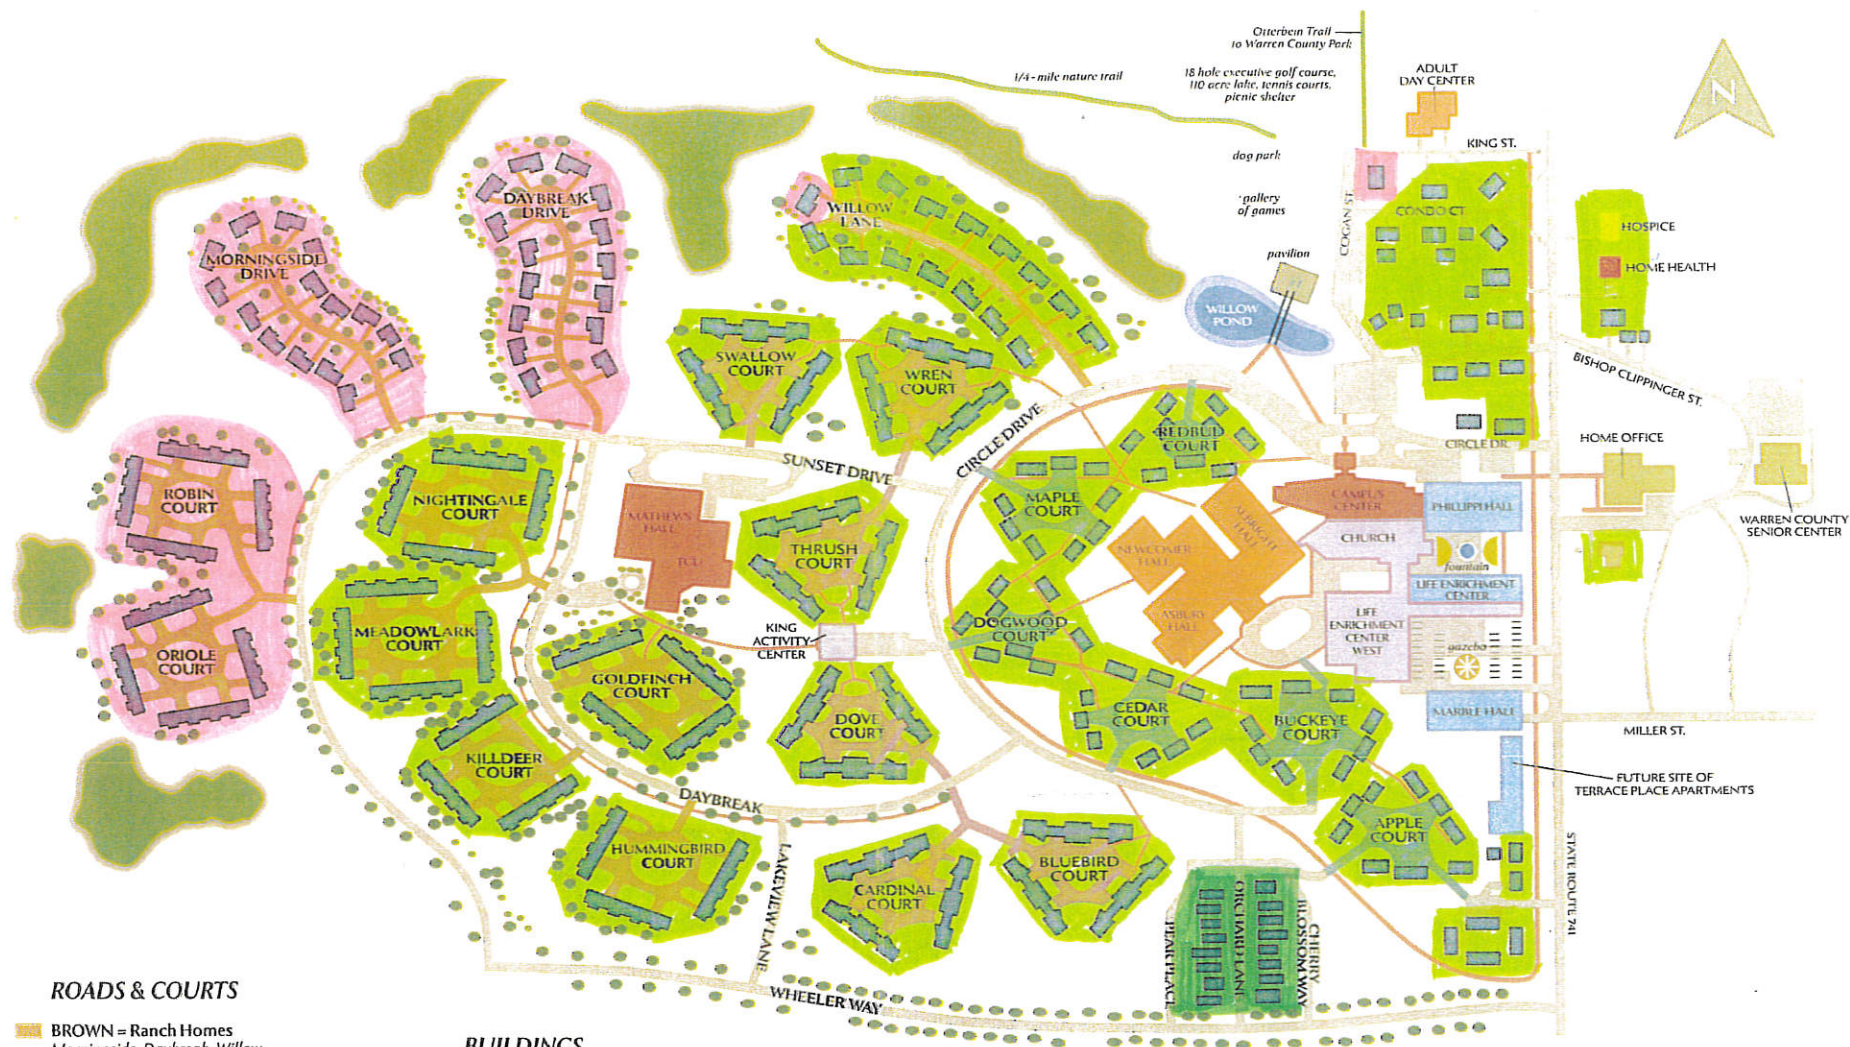 Otterbein Trail
to Warren County Park
1/4-mile nature trail
18 hole executive golf course,
110 acre lake, tennis courts,
picnic shelter
ADULT
DAY CENTER
N
KING ST.
dog park
gallery
of games
COGAN ST.
CONDO CT.
HOSPICE
HOME HEALTH
pavilion
WILLOW
POND
BISHOP CLIPPINGER ST.
DAYBREAK
DRIVE
WILLOW
LANE
MORNINGSIDE
DRIVE
SWALLOW
COURT
WREN
COURT
CIRCLE DRIVE
REDBUD
COURT
CIRCLE DR.
HOME OFFICE
WARREN COUNTY
SENIOR CENTER
SUNSET DRIVE
ROBIN
COURT
NIGHTINGALE
COURT
MATHEWS
HALL
TCU
THRUSH
COURT
MAPLE
COURT
ALBRIGHT
HALL
CAMPUS
CENTER
PHILLIPPI HALL
CHURCH
NEWCOMER
HALL
fountain
LIFE ENRICHMENT
CENTER
ASBURY
HALL
LIFE
ENRICHMENT
CENTER
WEST
gazebo
DOGWOOD
COURT
KING
ACTIVITY
CENTER
MEADOWLARK
COURT
ORIOLE
COURT
GOLDFINCH
COURT
DOVE
COURT
CEDAR
COURT
BUCKEYE
COURT
MARBLE HALL
MILLER ST.
KILLDEER
COURT
FUTURE SITE OF
TERRACE PLACE APARTMENTS
DAYBREAK
APPLE
COURT
STATE ROUTE 741
HUMMINGBIRD
COURT
LAKEVIEW LANE
CARDINAL
COURT
BLUEBIRD
COURT
PEAR PLACE
ORCHARD LANE
CHERRY
BLOSSOM WAY
WHEELER WAY
ROADS & COURTS
BROWN = Ranch Homes
Morningside, Daybreak, Willow
BUILDINGS